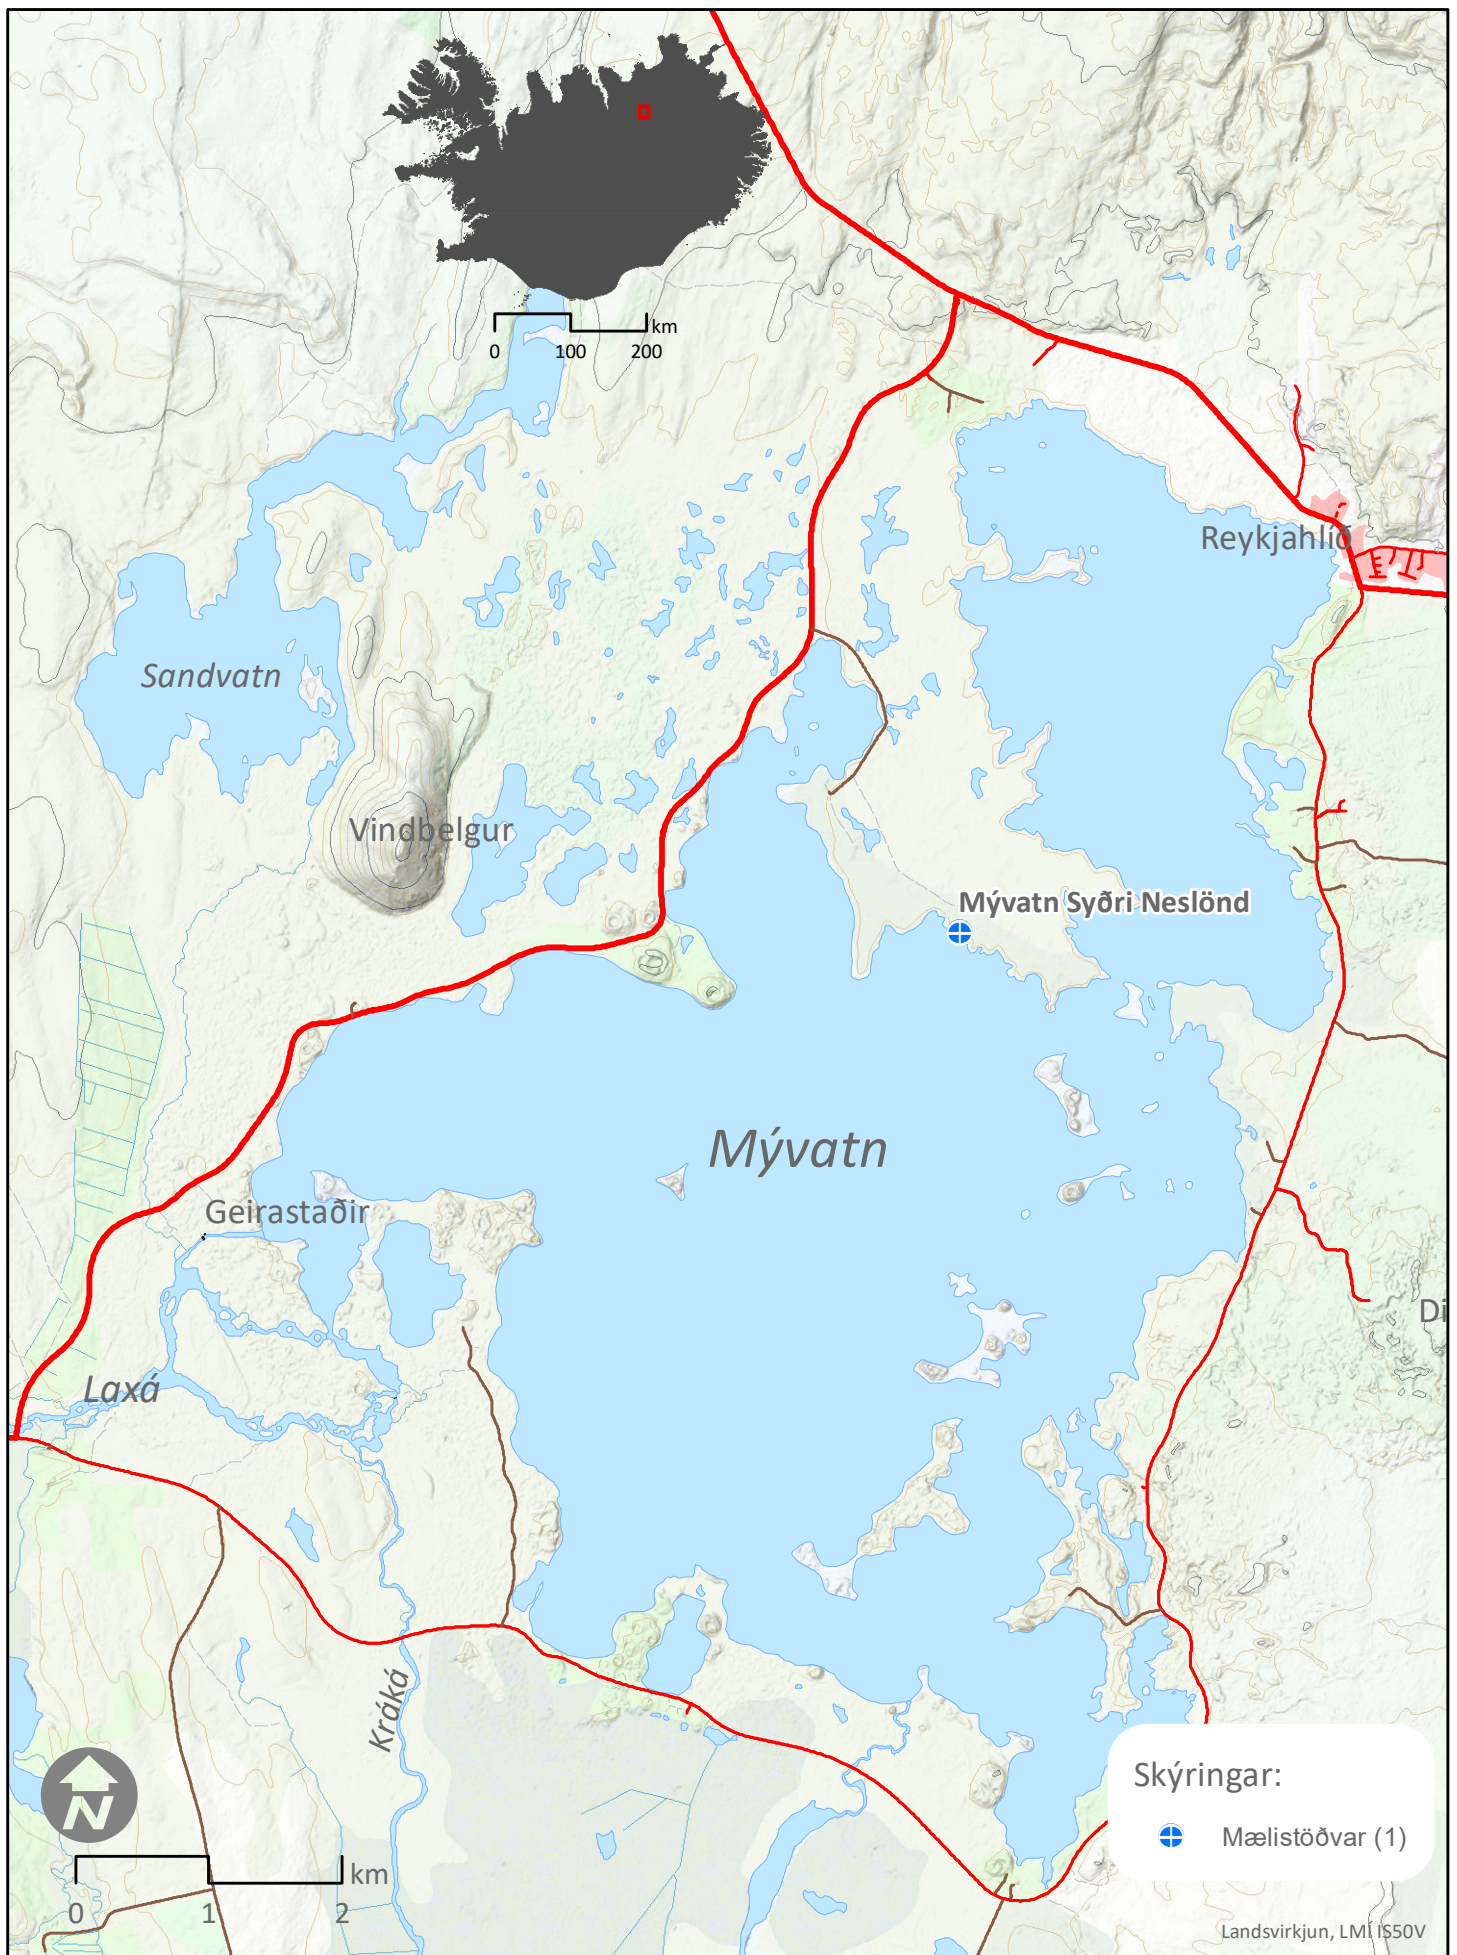 km
0 100 200
Reykjahlíð
Sandvatn
Vindbelgur
Mývatn Syðri Neslönd
Mývatn
Geirastaðir
Di
Laxá
Kráká
Skýringar:
Mælistöðvar (1)
N
km
0 1 2
Landsvirkjun, LMÍ IS50V